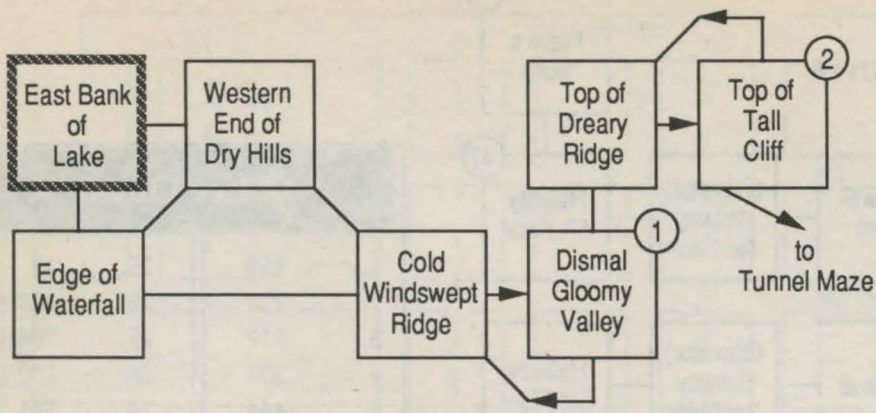 East Bank
of
Lake
Western
End of
Dry Hills
Top of
Dreary
Ridge
2
Top of
Tall
Cliff
Edge of
Waterfall
Cold
Windswept
Ridge
1
Dismal
Gloomy
Valley
to
Tunnel Maze